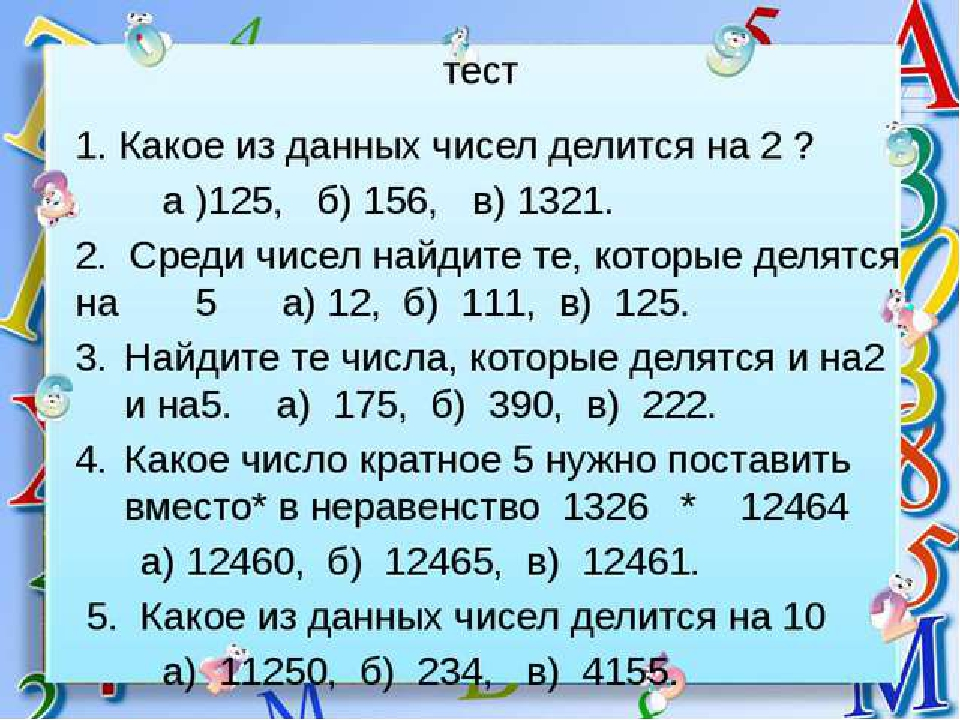 тест
1. Какое из данных чисел делится на 2 ?
а )125, б) 156, в) 1321.
2. Среди чисел найдите те, которые делятся
на 5 а) 12, б) 111, в) 125.
3. Найдите те числа, которые делятся и на2
и на5. а) 175, б) 390, в) 222.
4. Какое число кратное 5 нужно поставить
вместо* в неравенство 1326 * 12464
а) 12460, б) 12465, в) 12461.
5. Какое из данных чисел делится на 10
а) 11250, б) 234, в) 4155.